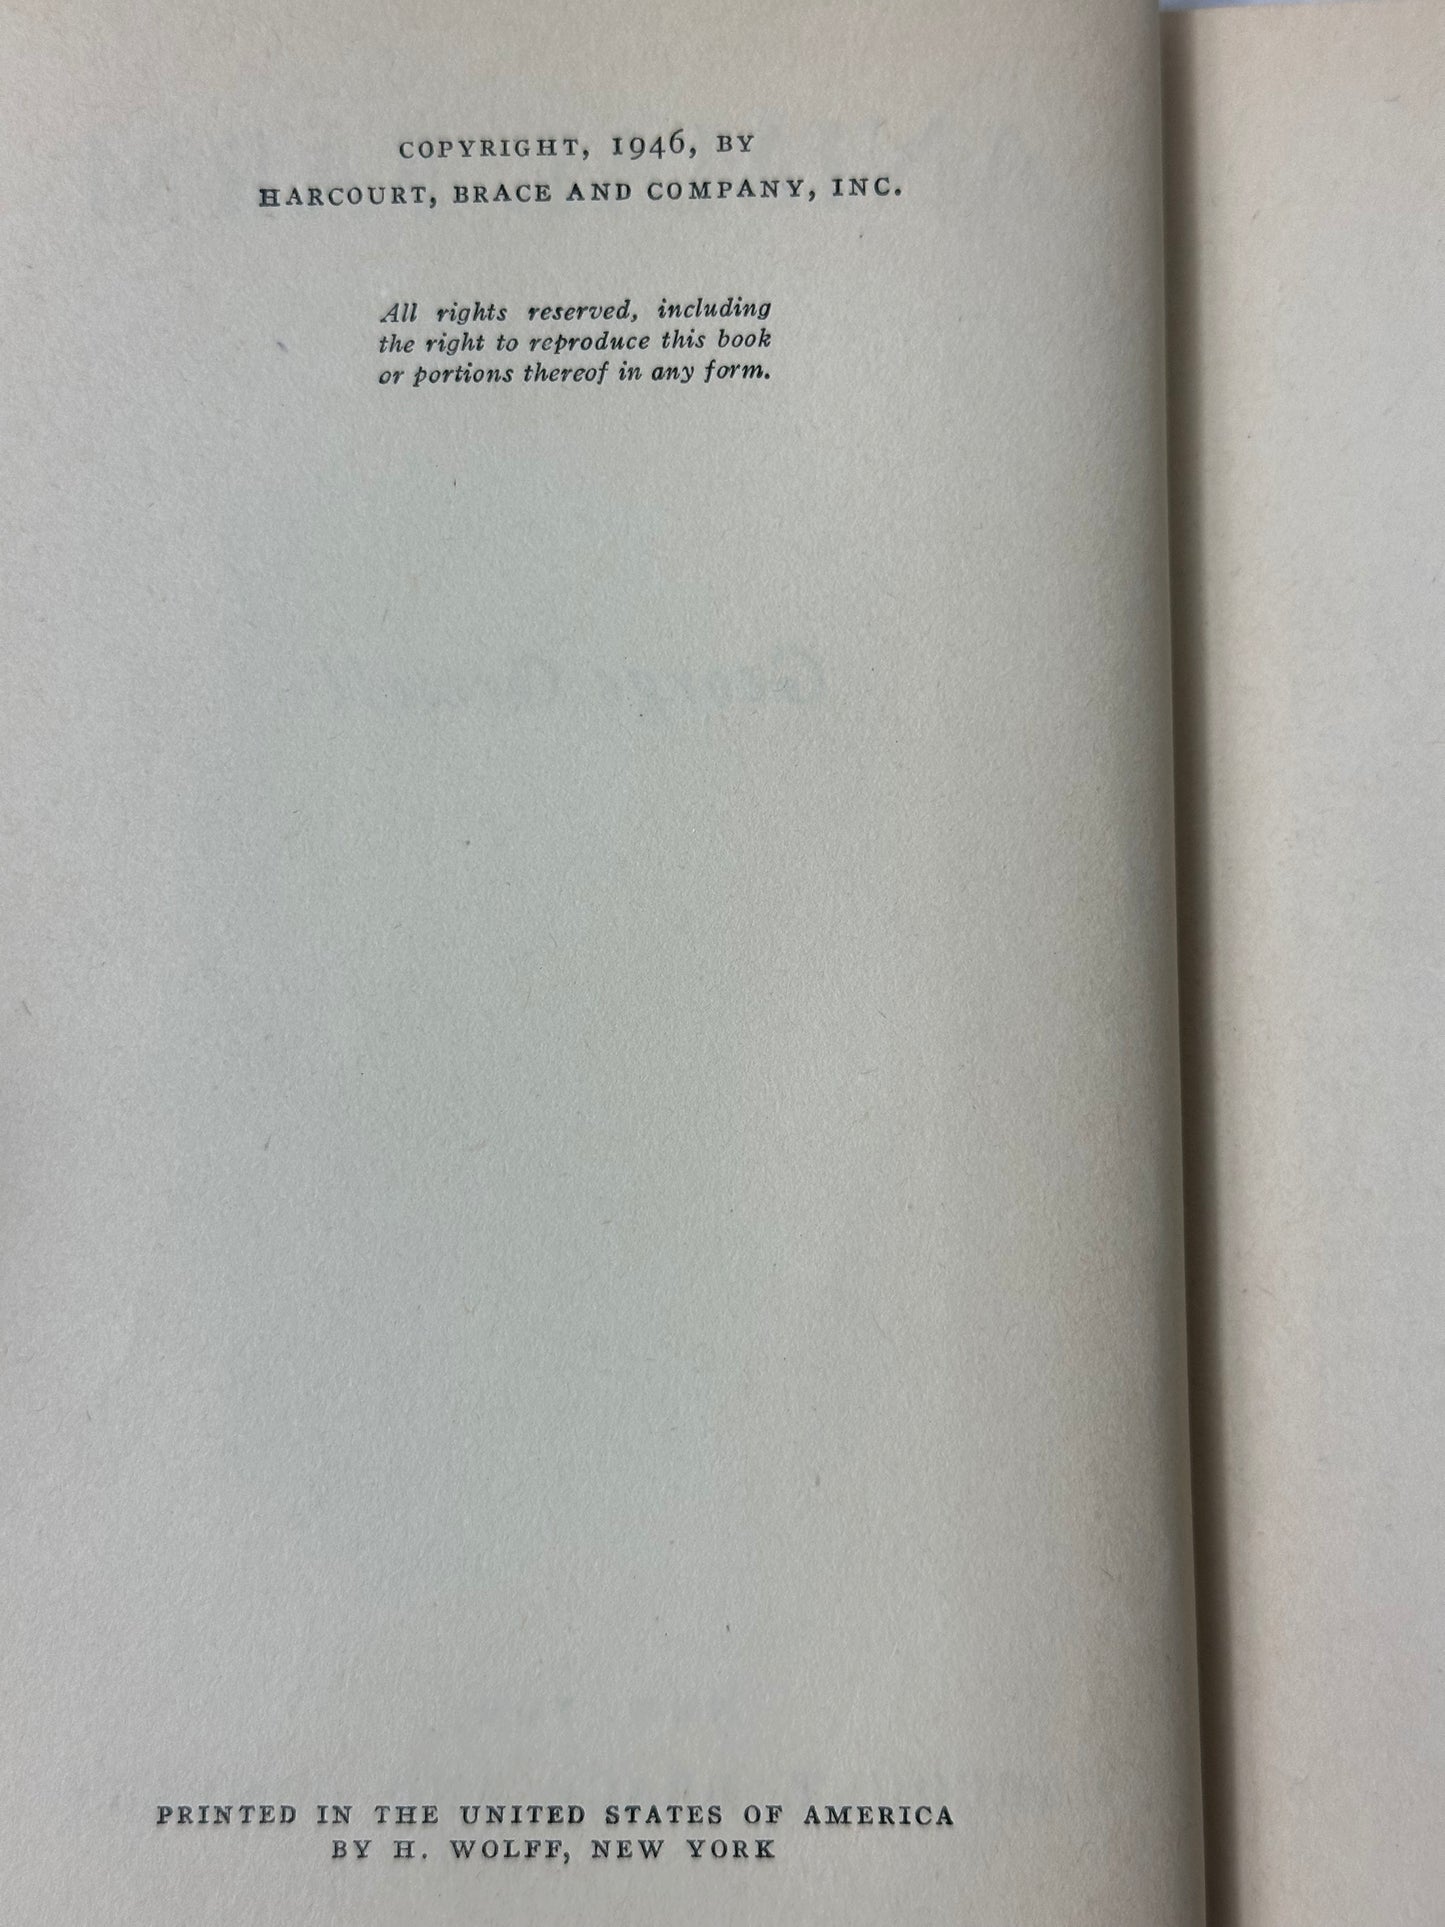 COPYRIGHT, 1946, BY
HARCOURT, BRACE AND COMPANY, INC.
All rights reserved, including
the right to reproduce this book
or portions thereof in any form.
PRINTED IN THE UNITED STATES OF AMERICA
BY H. WOLFF, NEW YORK